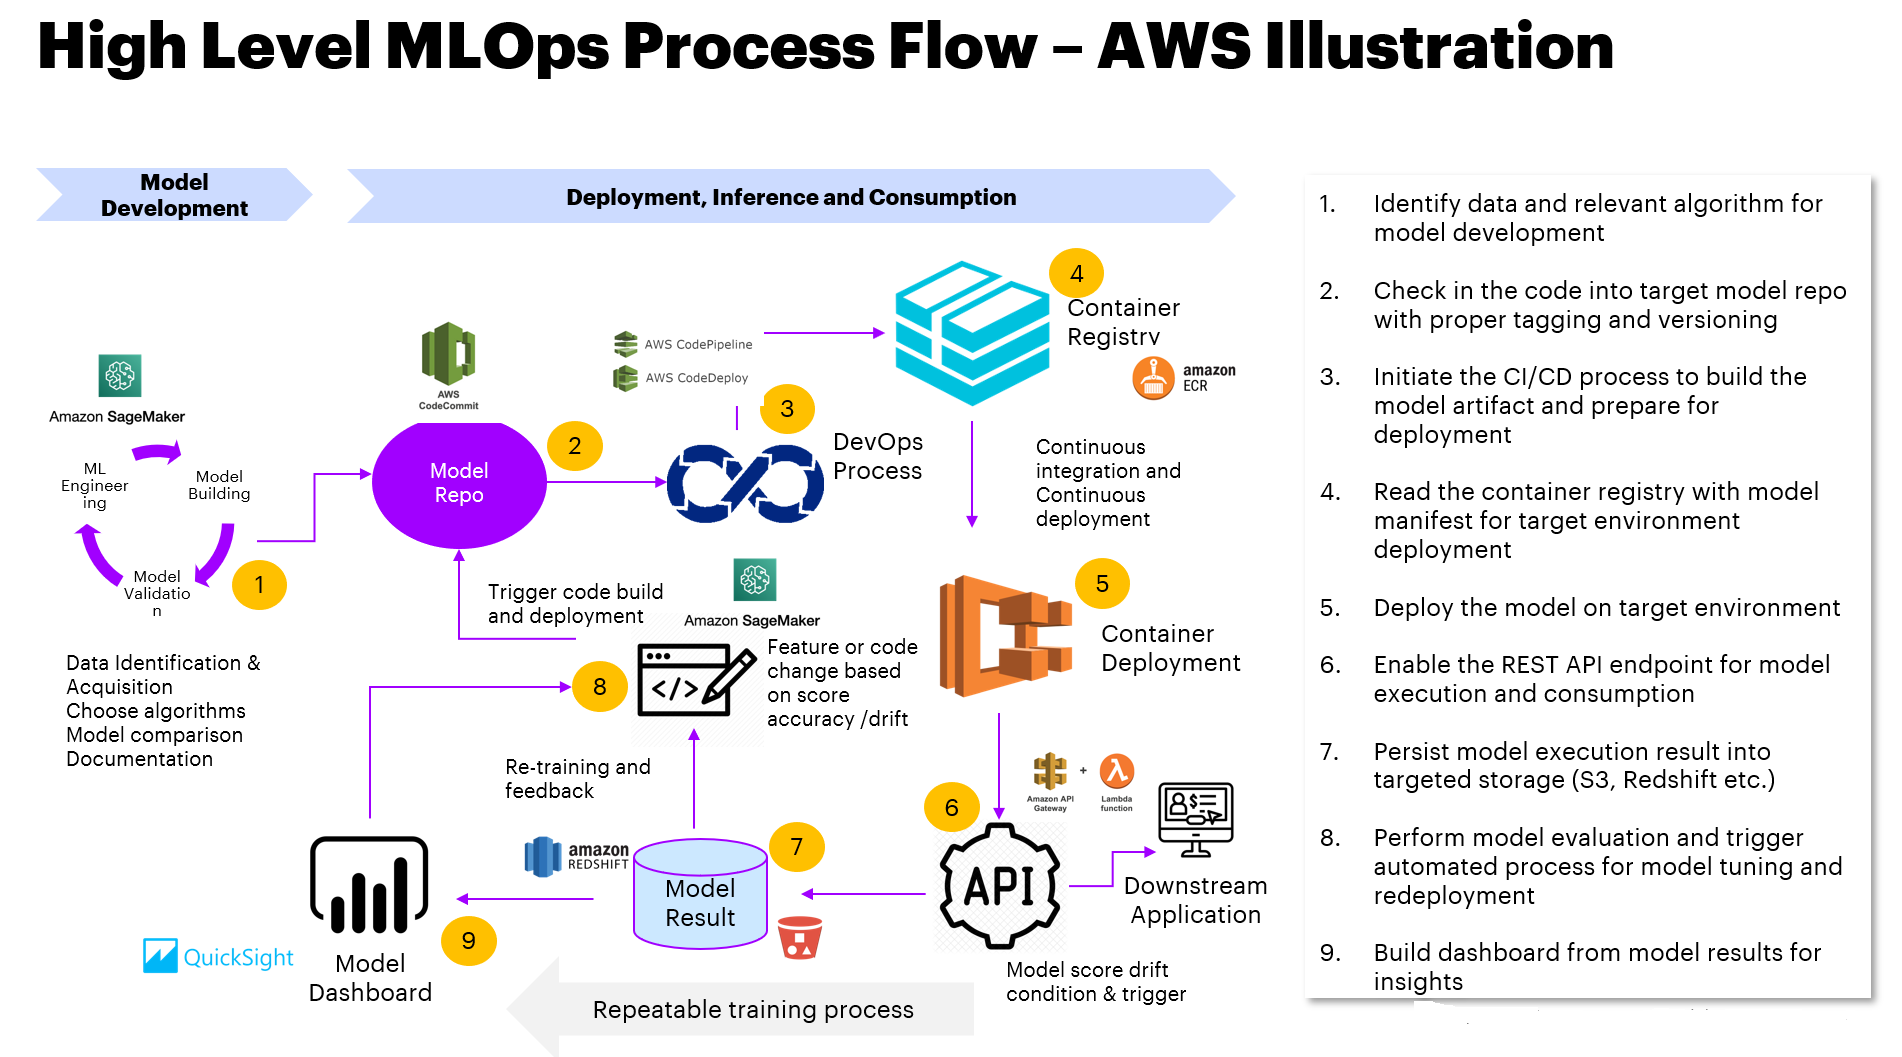 High Level MLOps Process Flow – AWS Illustration
Model
Development
Deployment, Inference and Consumption
Amazon SageMaker
ML
Engineer
ing
Model
Building
Model
Validatio
n
1
Data Identification &
Acquisition
Choose algorithms
Model comparison
Documentation
AWS
CodeCommit
Model
Repo
2
AWS CodePipeline
AWS CodeDeploy
3
DevOps
Process
4
Container
Registry
amazon
ECR
Continuous
integration and
Continuous
deployment
5
Container
Deployment
Trigger code build
and deployment
Amazon SageMaker
8
</>
Feature or code
change based
on score
accuracy /drift
Re-training and
feedback
6
Amazon API
Gateway
+
Lambda
function
API
Downstream
Application
Model score drift
condition & trigger
amazon
REDSHIFT
7
Model
Result
9
QuickSight
Model
Dashboard
Repeatable training process
1. Identify data and relevant algorithm for
model development
2. Check in the code into target model repo
with proper tagging and versioning
3. Initiate the CI/CD process to build the
model artifact and prepare for
deployment
4. Read the container registry with model
manifest for target environment
deployment
5. Deploy the model on target environment
6. Enable the REST API endpoint for model
execution and consumption
7. Persist model execution result into
targeted storage (S3, Redshift etc.)
8. Perform model evaluation and trigger
automated process for model tuning and
redeployment
9. Build dashboard from model results for
insights